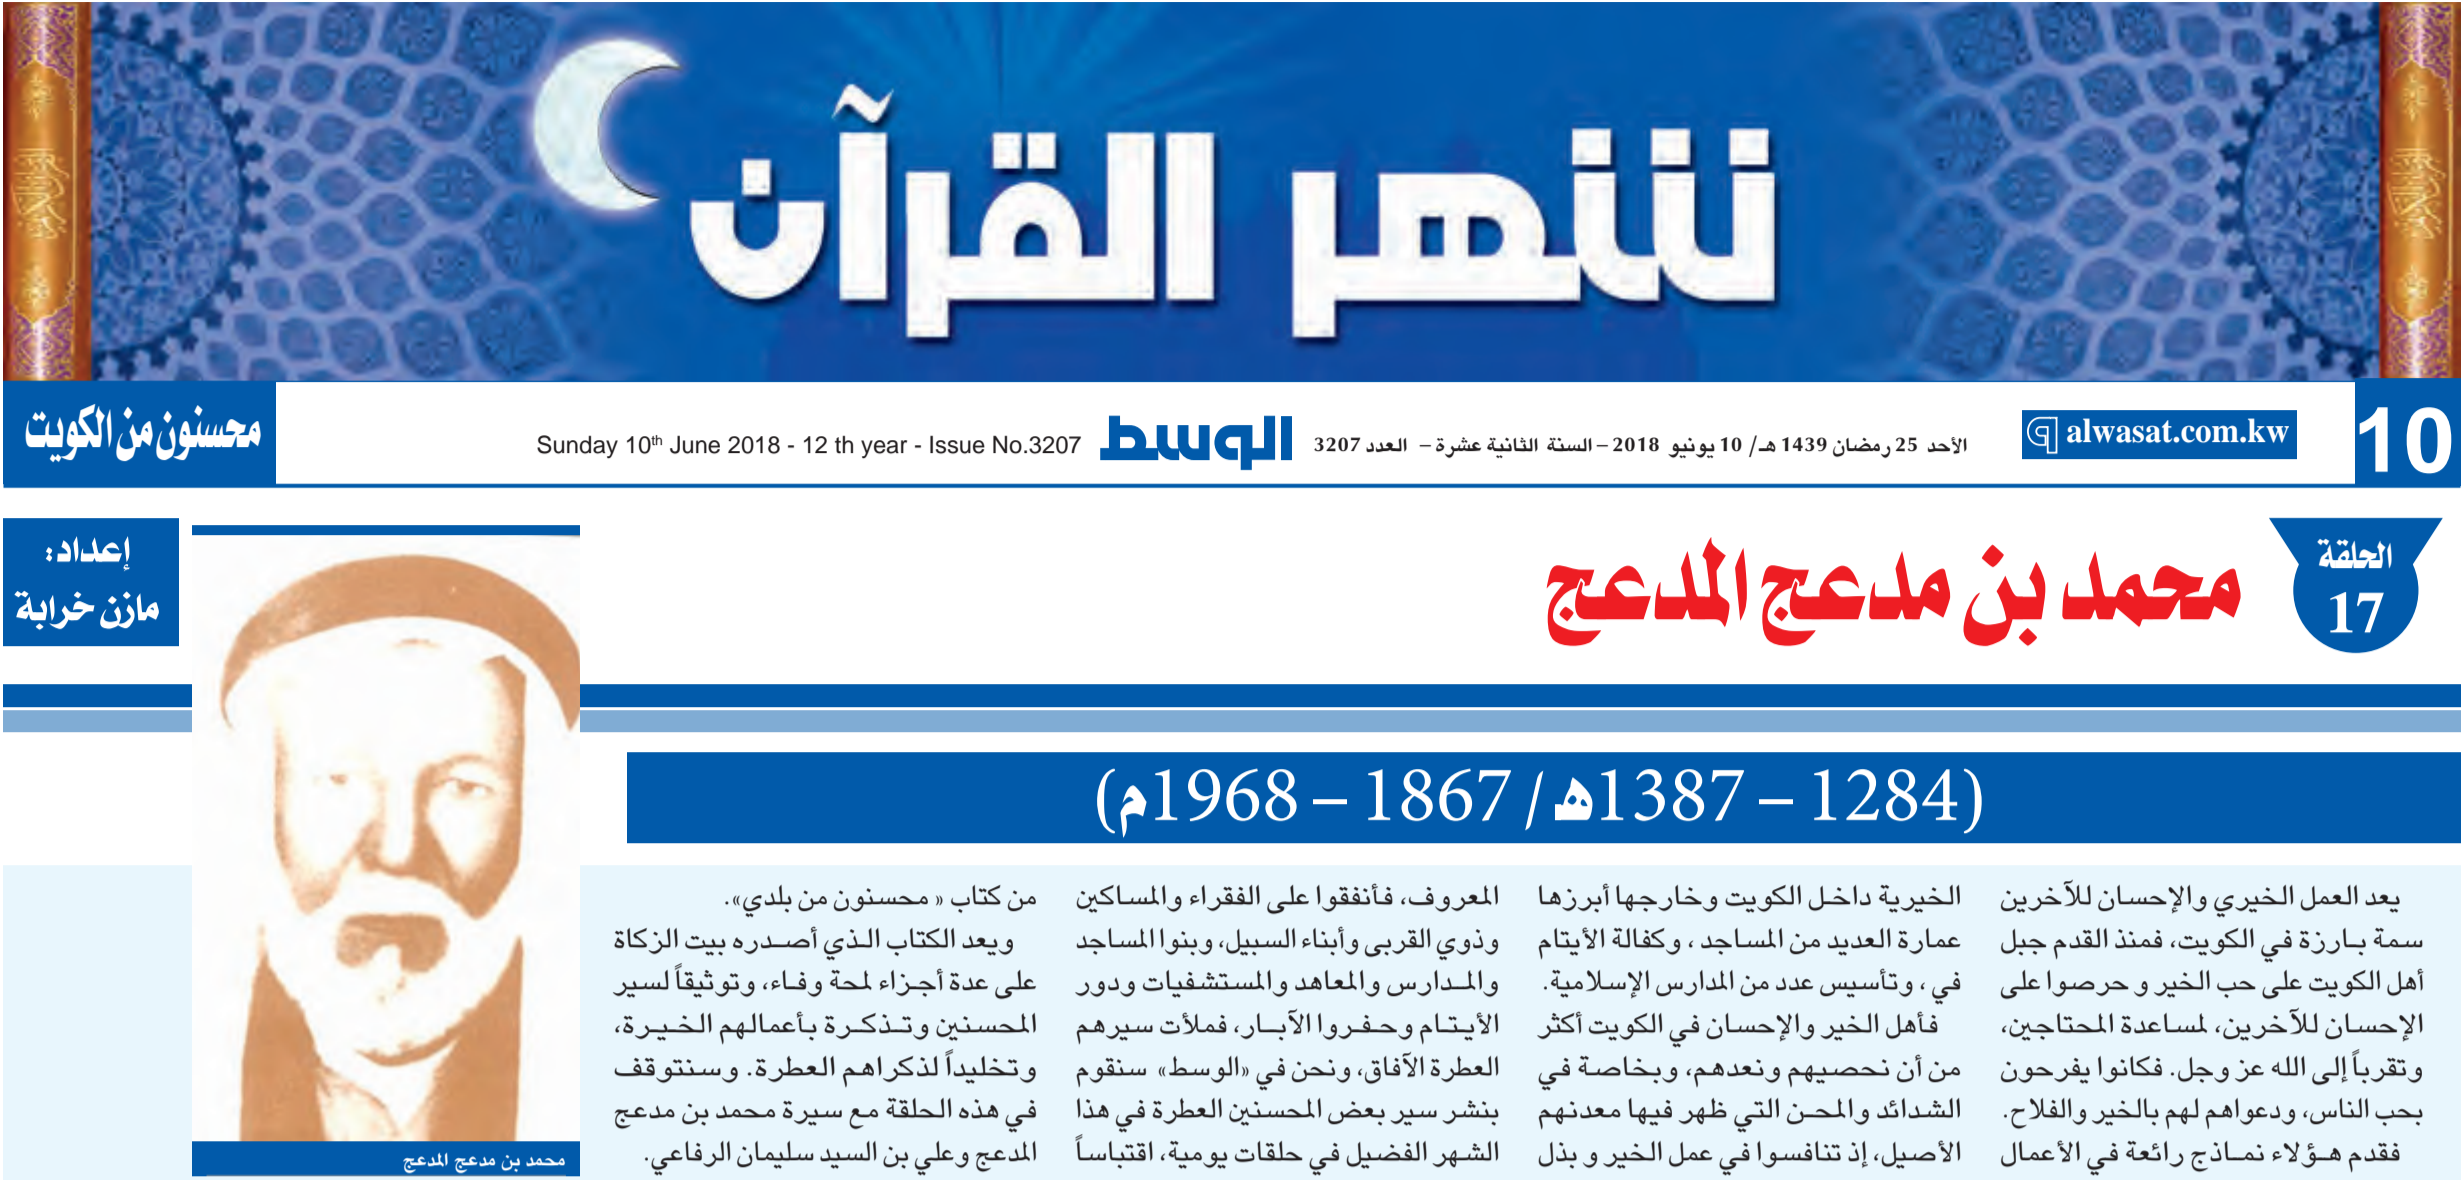 شهر القرآن
10
alwasat.com.kw
الأحد 25 رمضان 1439 هـ/ 10 يونيو 2018 – السنة الثانية عشرة – العدد 3207
الوسط
Sunday 10th June 2018 - 12 th year - Issue No.3207
محسنون من الكويت
الحلقة
17
محمد بن مدعج المدعج
إعداد:
مازن خرابة
(1284 – 1387هـ/ 1867 – 1968م)
يعد العمل الخيري والإحسان للآخرين
سمة بارزة في الكويت، فمنذ القدم جبل
أهل الكويت على حب الخير و حرصوا على
الإحسان للآخرين، لمساعدة المحتاجين،
وتقرباً إلى الله عز وجل. فكانوا يفرحون
بحب الناس، ودعواهم لهم بالخير والفلاح.
فقدم هؤلاء نماذج رائعة في الأعمال
الخيرية داخل الكويت وخارجها أبرزها
عمارة العديد من المساجد ، وكفالة الأيتام
في ، وتأسيس عدد من المدارس الإسلامية.
فأهل الخير والإحسان في الكويت أكثر
من أن نحصيهم ونعدهم، وبخاصة في
الشدائد والمحن التي ظهر فيها معدنهم
الأصيل، إذ تنافسوا في عمل الخير و بذل
المعروف، فأنفقوا على الفقراء والمساكين
وذوي القربى وأبناء السبيل، وبنوا المساجد
والمدارس والمعاهد والمستشفيات ودور
الأيتام وحفروا الآبار، فملأت سيرهم
العطرة الآفاق، ونحن في «الوسط» سنقوم
بنشر سير بعض المحسنين العطرة في هذا
الشهر الفضيل في حلقات يومية، اقتباساً
من كتاب « محسنون من بلدي».
ويعد الكتاب الذي أصدره بيت الزكاة
على عدة أجزاء لمحة وفاء، وتوثيقاً لسير
المحسنين وتذكرة بأعمالهم الخيرة،
وتخليداً لذكراهم العطرة. وسنتوقف
في هذه الحلقة مع سيرة محمد بن مدعج
المدعج وعلي بن السيد سليمان الرفاعي.
محمد بن مدعج المدعج